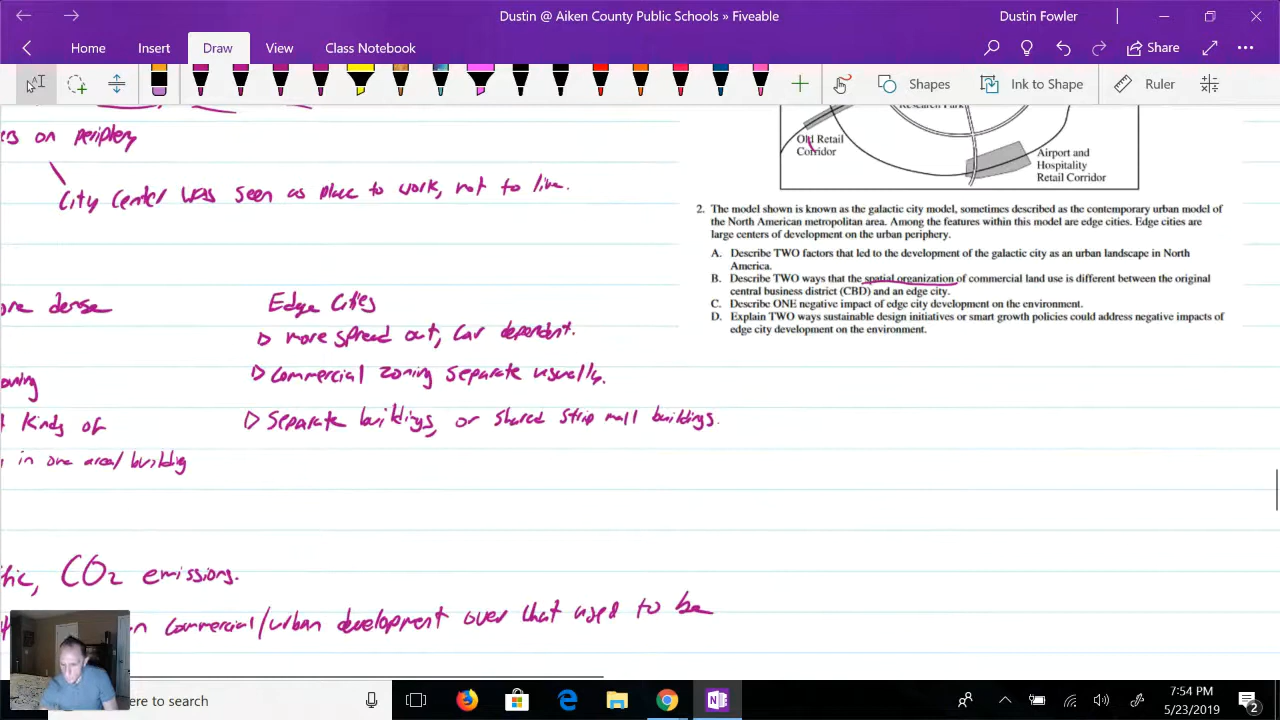 Dustin @ Aiken County Public Schools » Fiveable
Dustin Fowler
Home Insert Draw View Class Notebook
Share
Shapes Ink to Shape Ruler
ers on periphery
City Center was seen as place to work, not to live.
Research Park
Old Retail
Corridor
Airport and
Hospitality
Retail Corridor
2. The model shown is known as the galactic city model, sometimes described as the contemporary urban model of
the North American metropolitan area. Among the features within this model are edge cities. Edge cities are
large centers of development on the urban periphery.
A. Describe TWO factors that led to the development of the galactic city as an urban landscape in North
America.
B. Describe TWO ways that the spatial organization of commercial land use is different between the original
central business district (CBD) and an edge city.
C. Describe ONE negative impact of edge city development on the environment.
D. Explain TWO ways sustainable design initiatives or smart growth policies could address negative impacts of
edge city development on the environment.
ore dense
Edge Cities
more spread out, car dependent.
Commercial zoning separate usually.
oning
Separate buildings, or shared strip mall buildings.
kinds of
in one area/building
fic, CO2 emissions.
n commercial/urban development over that used to be
here to search
7:54 PM
5/23/2019
2